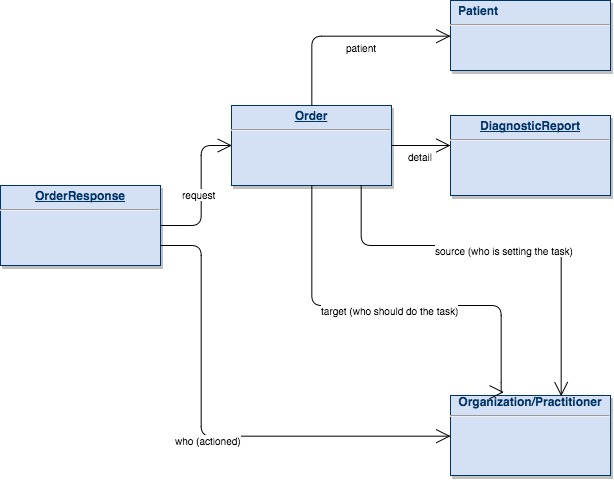 Patient
patient
Order
DiagnosticReport
detail
OrderResponse
request
source (who is setting the task)
target (who should do the task)
Organization/Practitioner
who (actioned)